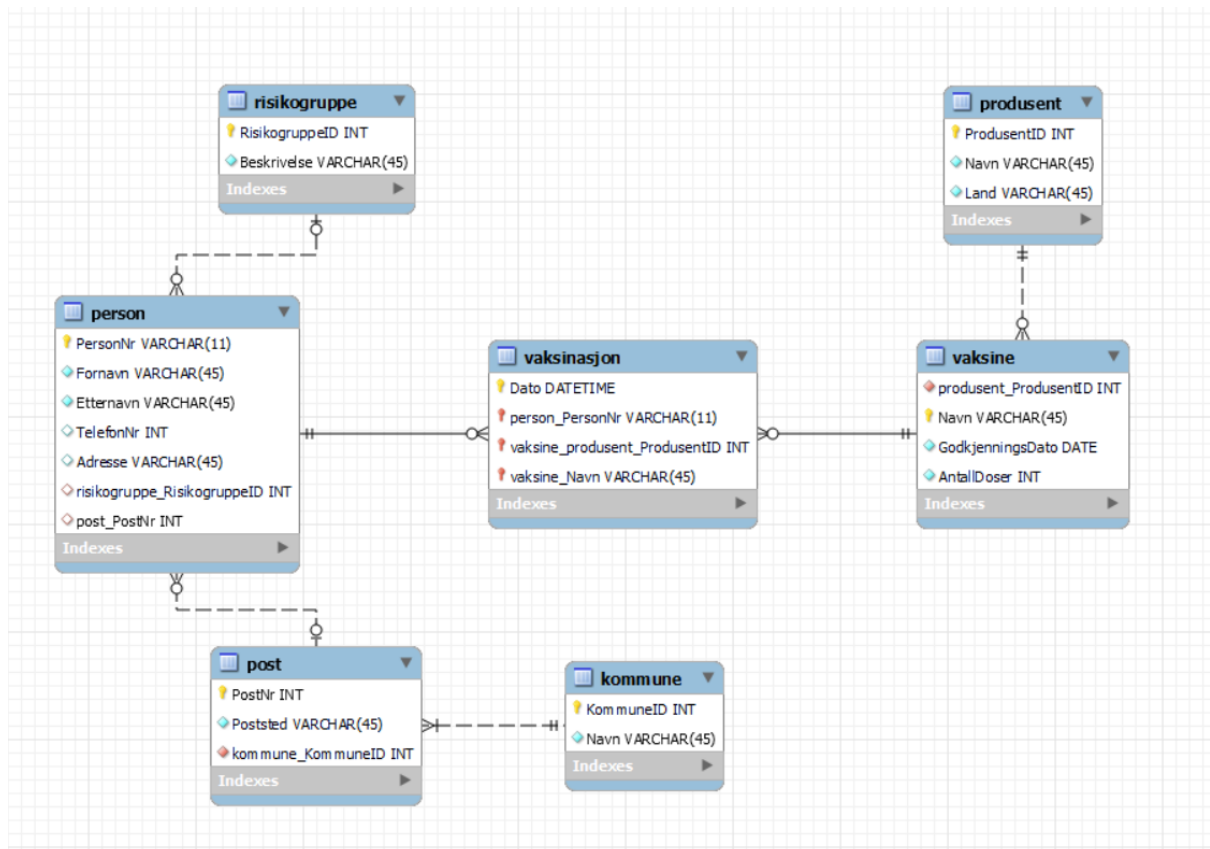 risikogruppe
RisikogruppeID INT
Beskrivelse VARCHAR(45)
Indexes
produsent
ProdusentID INT
Navn VARCHAR(45)
Land VARCHAR(45)
Indexes
person
PersonNr VARCHAR(11)
Fornavn VARCHAR(45)
Etternavn VARCHAR(45)
TelefonNr INT
Adresse VARCHAR(45)
risikogruppe_RisikogruppeID INT
post_PostNr INT
Indexes
vaksinasjon
Dato DATETIME
person_PersonNr VARCHAR(11)
vaksine_produsent_ProdusentID INT
vaksine_Navn VARCHAR(45)
Indexes
vaksine
produsent_ProdusentID INT
Navn VARCHAR(45)
GodkjenningsDato DATE
AntallDoser INT
Indexes
post
PostNr INT
Poststed VARCHAR(45)
kommune_KommuneID INT
Indexes
kommune
KommuneID INT
Navn VARCHAR(45)
Indexes